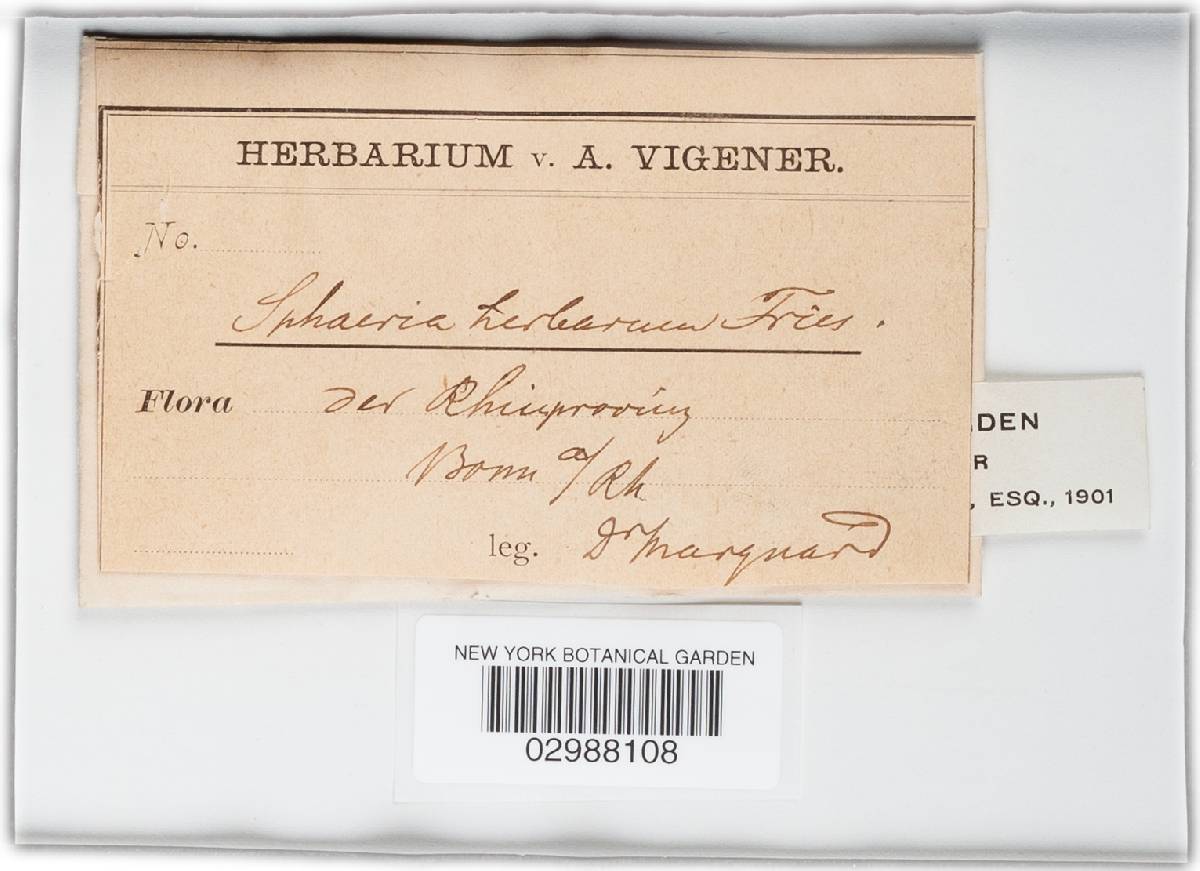 HERBARIUM v. A. VIGENER.
No.
Sphaeria herbarum Fries.
Flora der Rhinprovinz
Bonn a/Rh
leg. Dr Marquard
DEN
R
, ESQ., 1901
NEW YORK BOTANICAL GARDEN
02988108